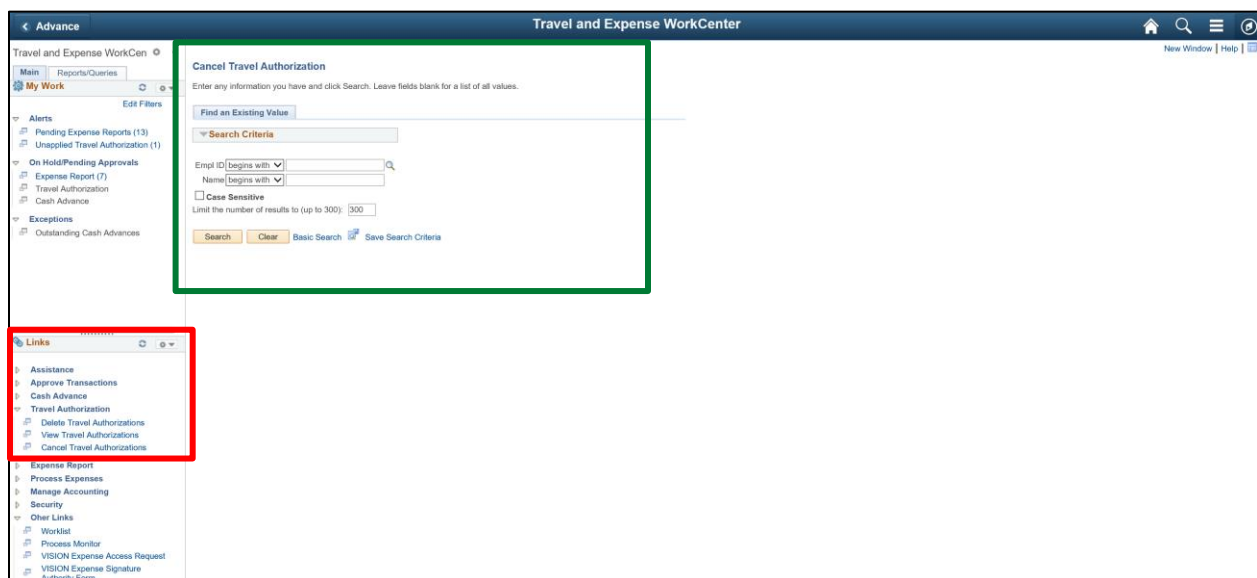 Advance
Travel and Expense WorkCenter
New Window | Help |
Travel and Expense WorkCen
Main
Reports/Queries
My Work
Edit Filters
Alerts
Pending Expense Reports (13)
Unapplied Travel Authorization (1)
On Hold/Pending Approvals
Expense Report (7)
Travel Authorization
Cash Advance
Exceptions
Outstanding Cash Advances
Cancel Travel Authorization
Enter any information you have and click Search. Leave fields blank for a list of all values.
Find an Existing Value
Search Criteria
Empl ID begins with
Name begins with
Case Sensitive
Limit the number of results to (up to 300): 300
Search Clear Basic Search Save Search Criteria
Links
Assistance
Approve Transactions
Cash Advance
Travel Authorization
Delete Travel Authorizations
View Travel Authorizations
Cancel Travel Authorizations
Expense Report
Process Expenses
Manage Accounting
Security
Oher Links
Worklist
Process Monitor
VISION Expense Access Request
VISION Expense Signature
Authority Form